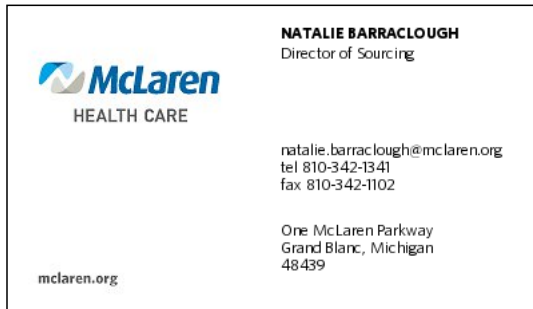 McLaren
HEALTH CARE
mclaren.org
NATALIE BARRACLOUGH
Director of Sourcing
natalie.barraclough@mclaren.org
tel 810-342-1341
fax 810-342-1102
One McLaren Parkway
Grand Blanc, Michigan
48439